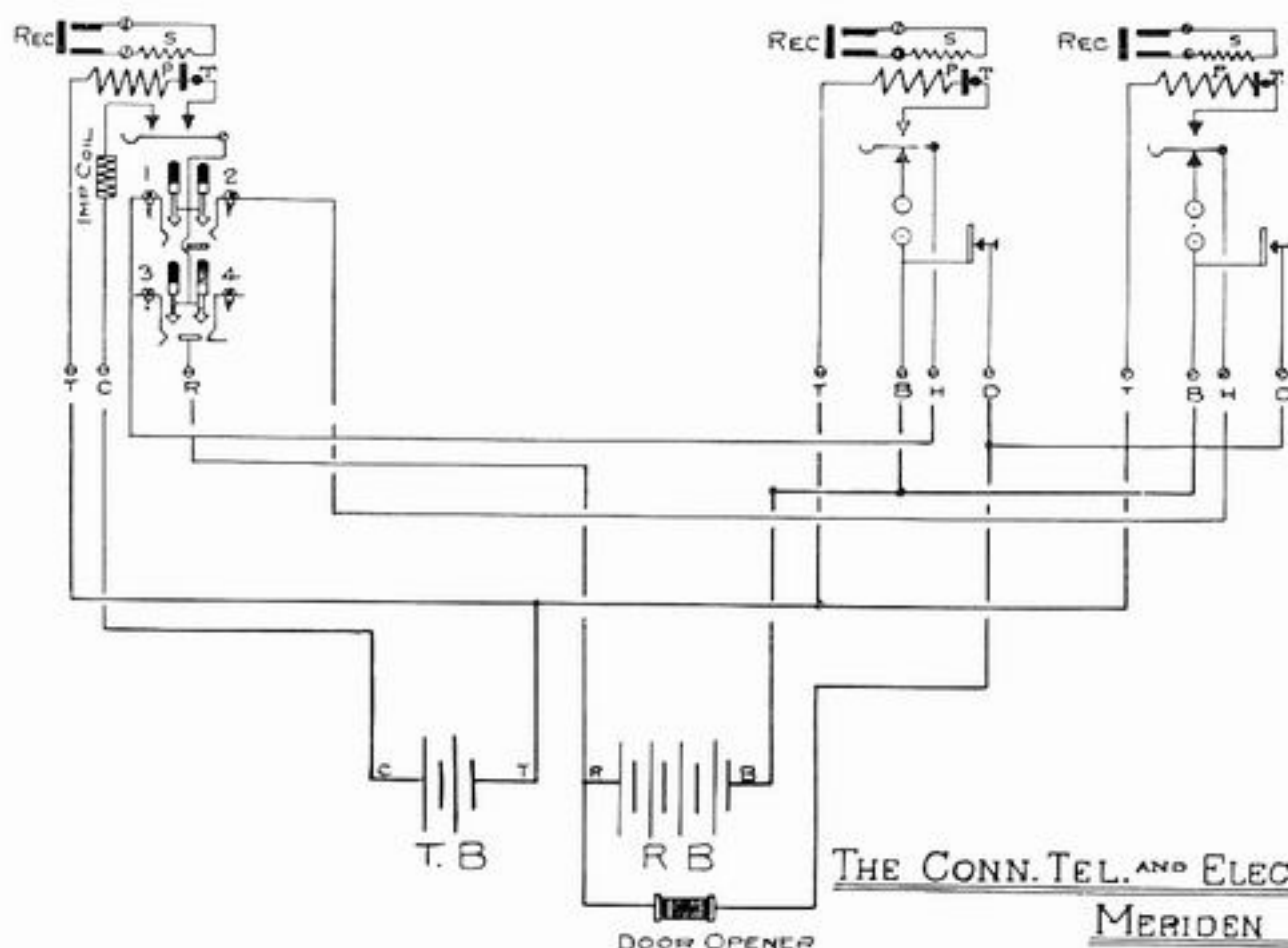 REC
S
P
T.
IMP COIL
1
2
3
4
T
C
R
REC
S
P
T.
T
B
H
D
REC
S
P
T.
T
B
H
D
C
T
T. B
R
B
R B
DOOR OPENER
THE CONN. TEL. AND ELEC
MERIDEN